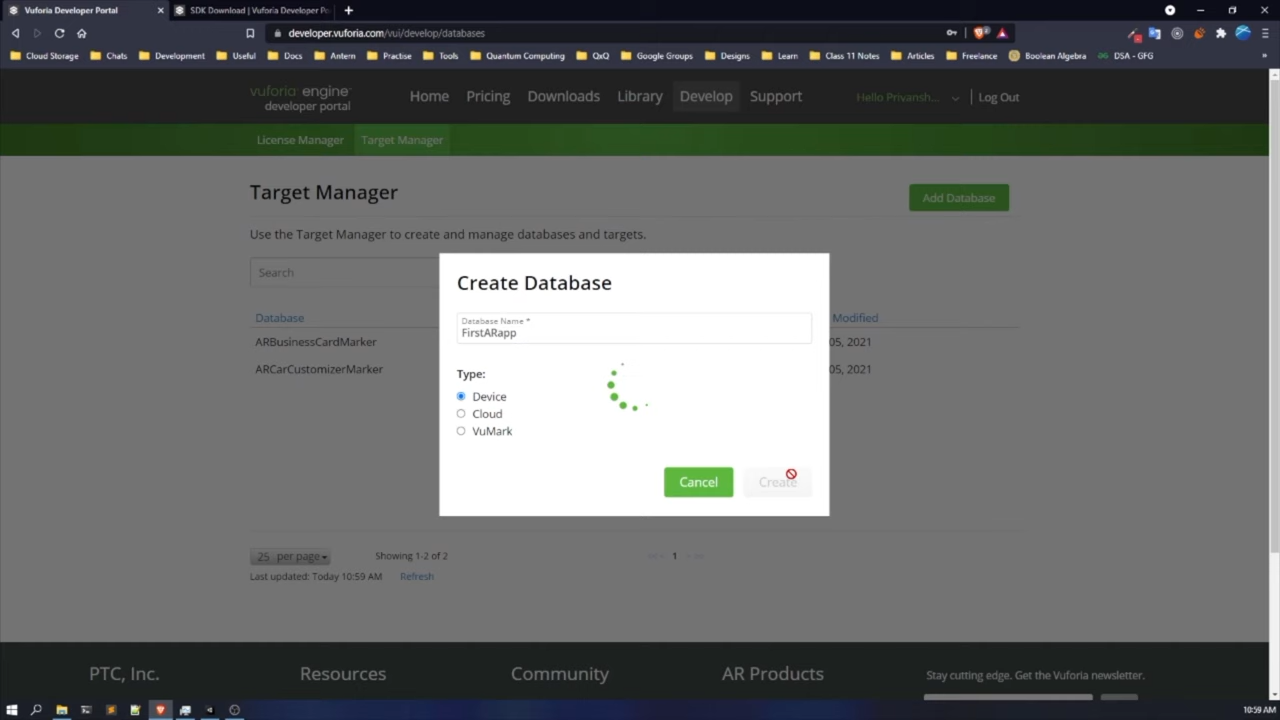 Vuforia Developer Portal
SDK Download | Vuforia Developer Po
developer.vuforia.com/vui/develop/databases
Cloud Storage Chats Development Useful Docs Antern Practise Tools Quantum Computing QxQ Google Groups Designs Learn Class 11 Notes Articles Freelance Boolean Algebra DSA - GFG
vuforia engine
developer portal
Home Pricing Downloads Library Develop Support Hello Privansh... Log Out
License Manager Target Manager
Target Manager
Add Database
Use the Target Manager to create and manage databases and targets.
Search
Create Database
Database Name *
FirstARapp
Database
Modified
ARBusinessCardMarker
05, 2021
ARCarCustomizerMarker
05, 2021
Type:
Device
Cloud
VuMark
Cancel Create
25 per page
Showing 1-2 of 2
1
Last updated: Today 10:59 AM Refresh
PTC, Inc. Resources Community AR Products
Stay cutting edge. Get the Vuforia newsletter.
10:59 AM